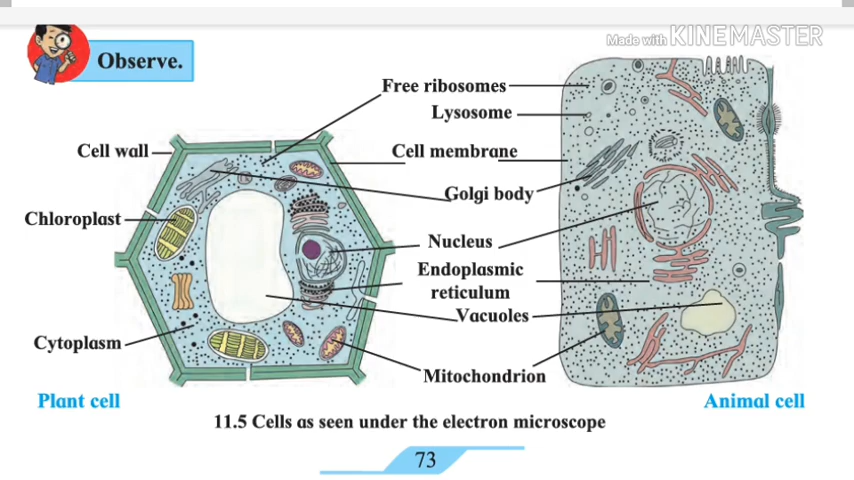 Made with KINEMASTER
Observe.
Free ribosomes
Lysosome
Cell wall
Cell membrane
Golgi body
Chloroplast
Nucleus
Endoplasmic
reticulum
Vacuoles
Cytoplasm
Mitochondrion
Plant cell
Animal cell
11.5 Cells as seen under the electron microscope
73